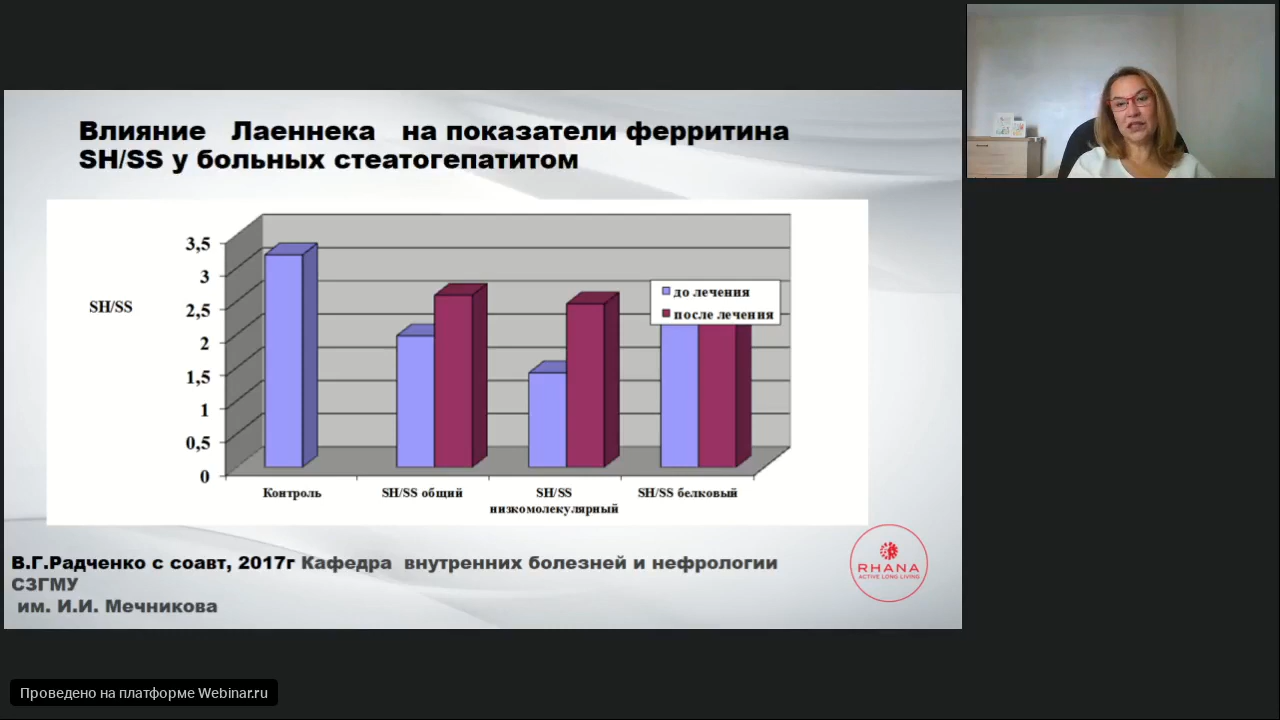 Влияние Лаеннека на показатели ферритина
SH/SS у больных стеатогепатитом
3,5
3
2,5
2
1,5
1
0,5
0
SH/SS
до лечения
после лечения
Контроль
SH/SS общий
SH/SS
низкомолекулярный
SH/SS белковый
В.Г.Радченко с соавт, 2017г Кафедра внутренних болезней и нефрологии
СЗГМУ
им. И.И. Мечникова
RHANA
ACTIVE LONG LIVING
Проведено на платформе Webinar.ru